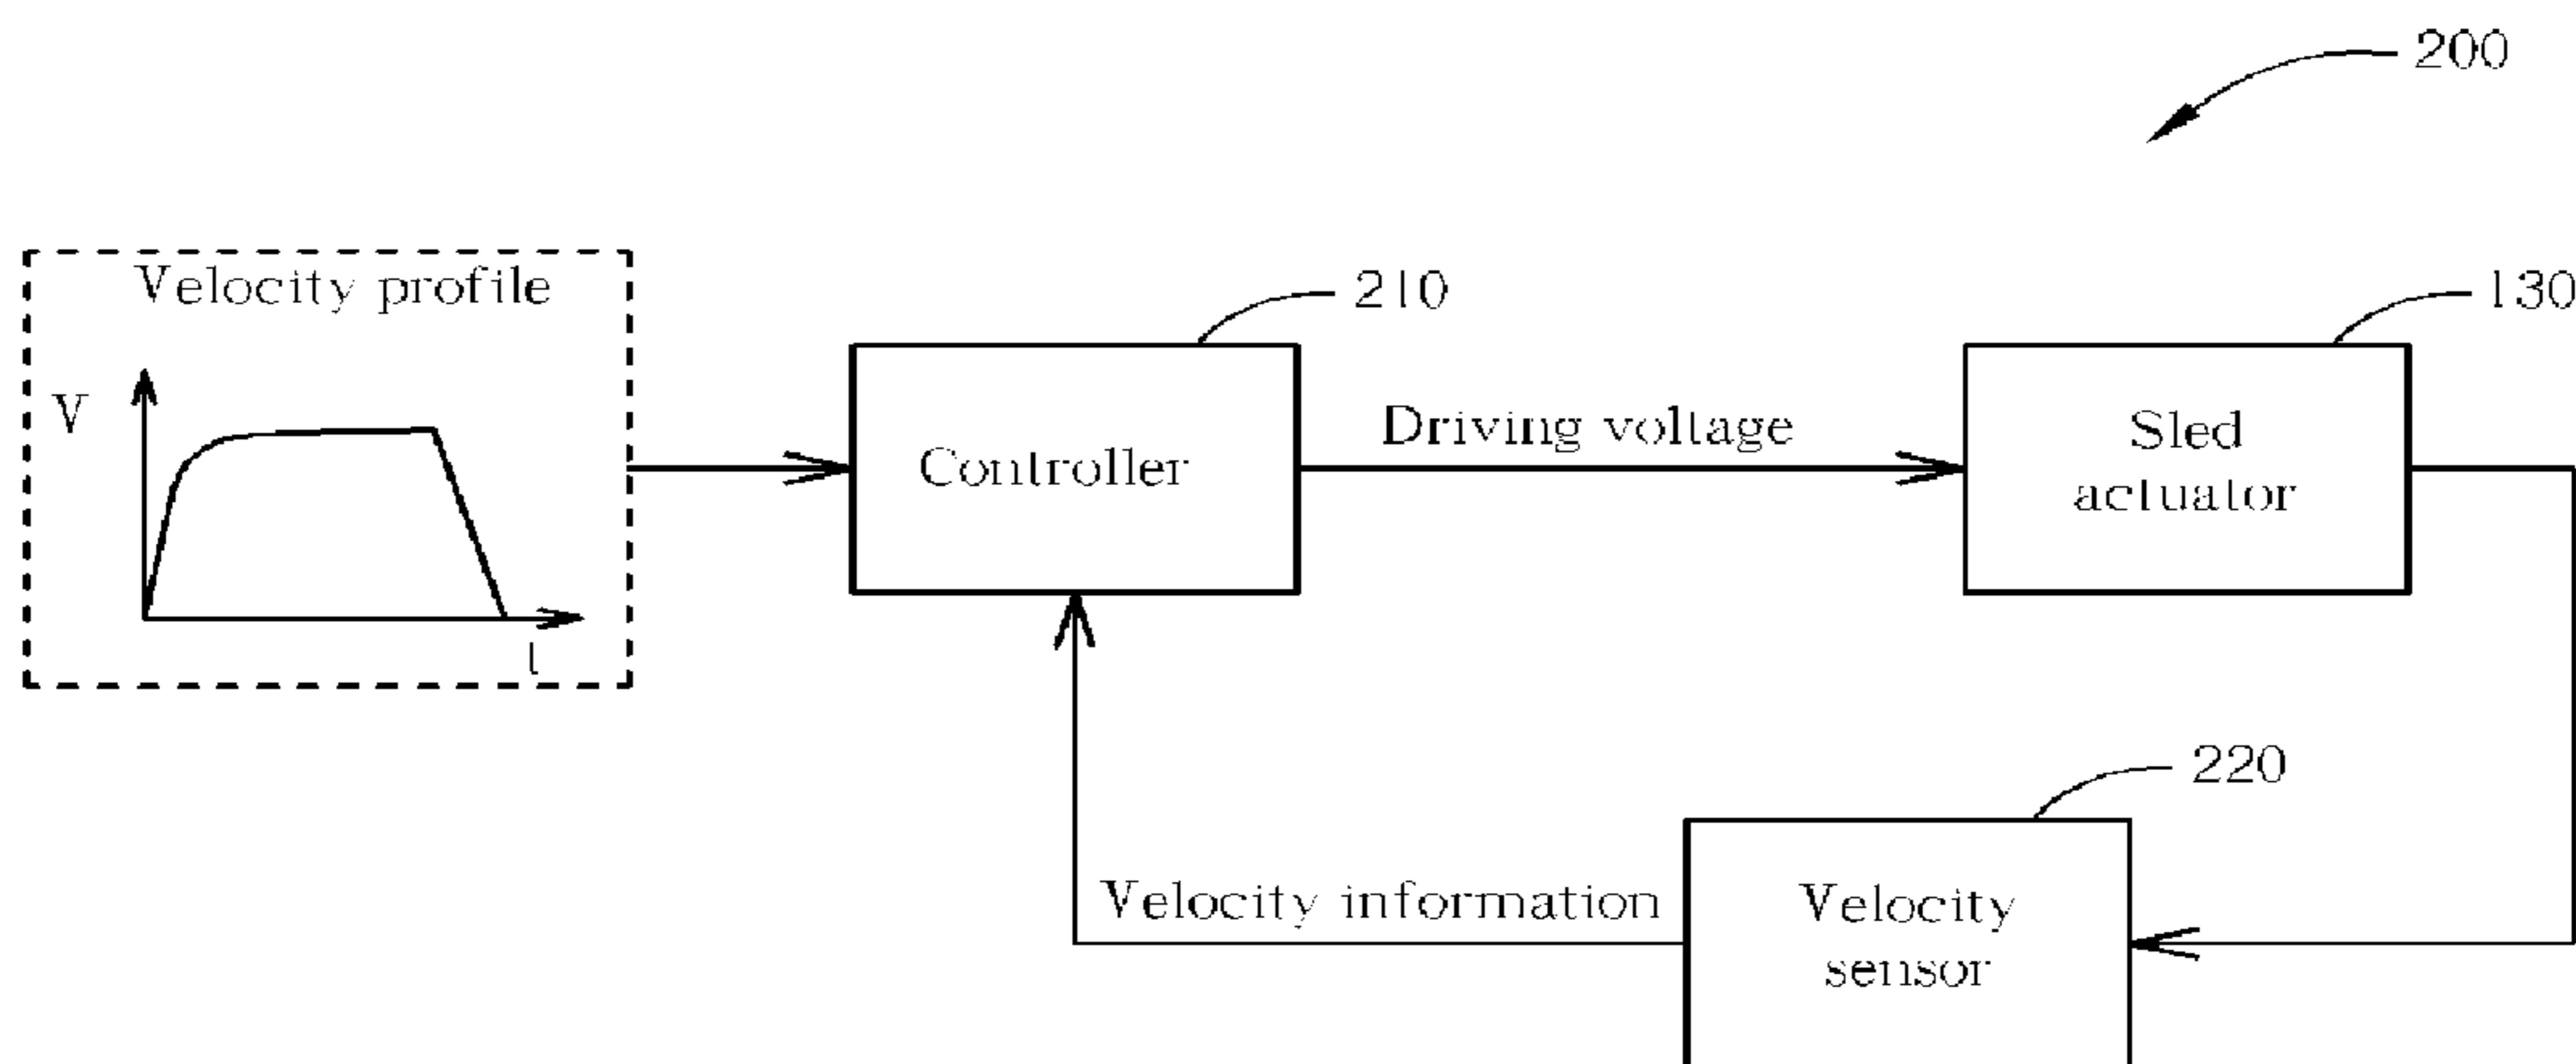 200
Velocity profile
210
130
V
Driving voltage
Sled
actuator
Controller
t
220
Velocity information
Velocity
sensor